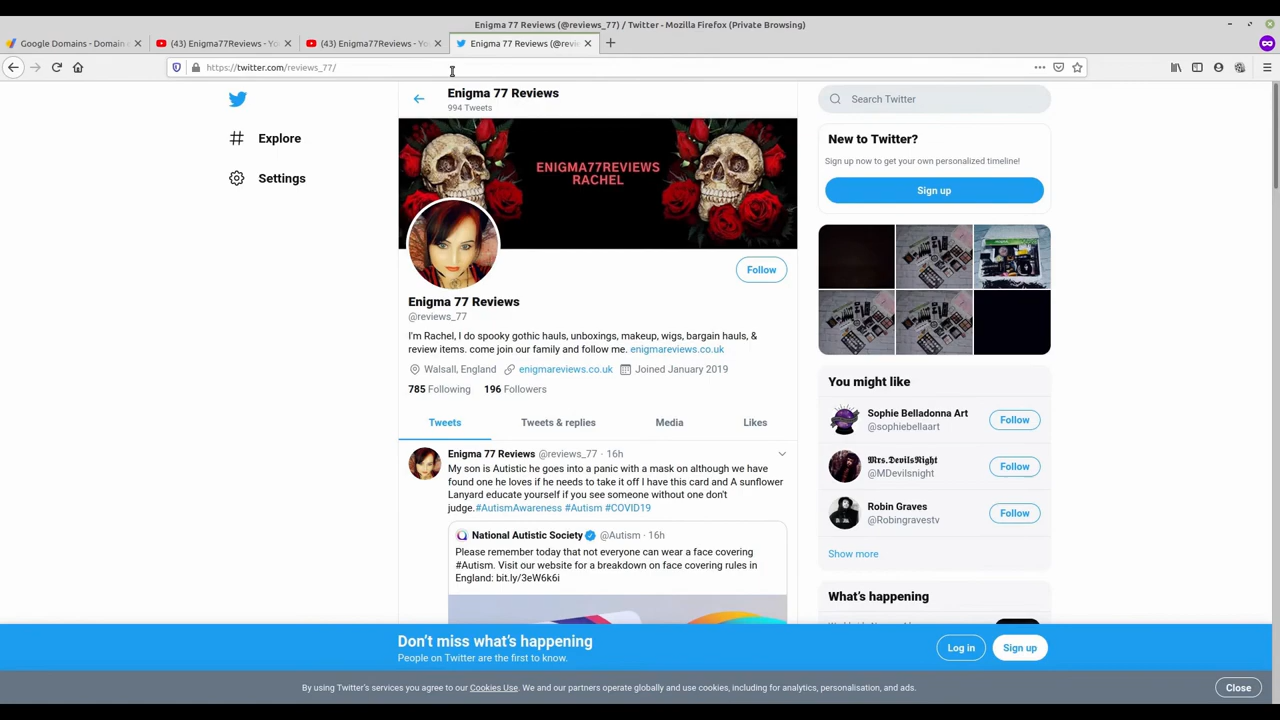 Enigma 77 Reviews (@reviews_77) / Twitter - Mozilla Firefox (Private Browsing)
Google Domains - Domain
(43) Enigma77Reviews - Yo
(43) Enigma77Reviews - Yo
Enigma 77 Reviews (@revie
https://twitter.com/reviews_77/
Enigma 77 Reviews
994 Tweets
Search Twitter
Explore
Settings
ENIGMA77REVIEWS
RACHEL
New to Twitter?
Sign up now to get your own personalized timeline!
Sign up
Follow
Enigma 77 Reviews
@reviews_77
I'm Rachel, I do spooky gothic hauls, unboxings, makeup, wigs, bargain hauls, &
review items. come join our family and follow me. enigmareviews.co.uk
Walsall, England enigmareviews.co.uk Joined January 2019
785 Following 196 Followers
Tweets Tweets & replies Media Likes
Enigma 77 Reviews @reviews_77 · 16h
My son is Autistic he goes into a panic with a mask on although we have
found one he loves if he needs to take it off I have this card and A sunflower
Lanyard educate yourself if you see someone without one don't
judge.#AutismAwareness #Autism #COVID19
National Autistic Society @Autism · 16h
Please remember today that not everyone can wear a face covering
#Autism. Visit our website for a breakdown on face covering rules in
England: bit.ly/3eW6k6i
You might like
Sophie Belladonna Art
@sophiebellaart
Follow
𝕸𝖗𝖘.𝕯𝖊𝖛𝖎𝖑𝖘𝕹𝖎𝖌𝖍𝖙
@MDevilsnight
Follow
Robin Graves
@Robingravestv
Follow
Show more
What's happening
Don't miss what's happening
People on Twitter are the first to know.
Log in
Sign up
By using Twitter's services you agree to our Cookies Use. We and our partners operate globally and use cookies, including for analytics, personalisation, and ads.
Close